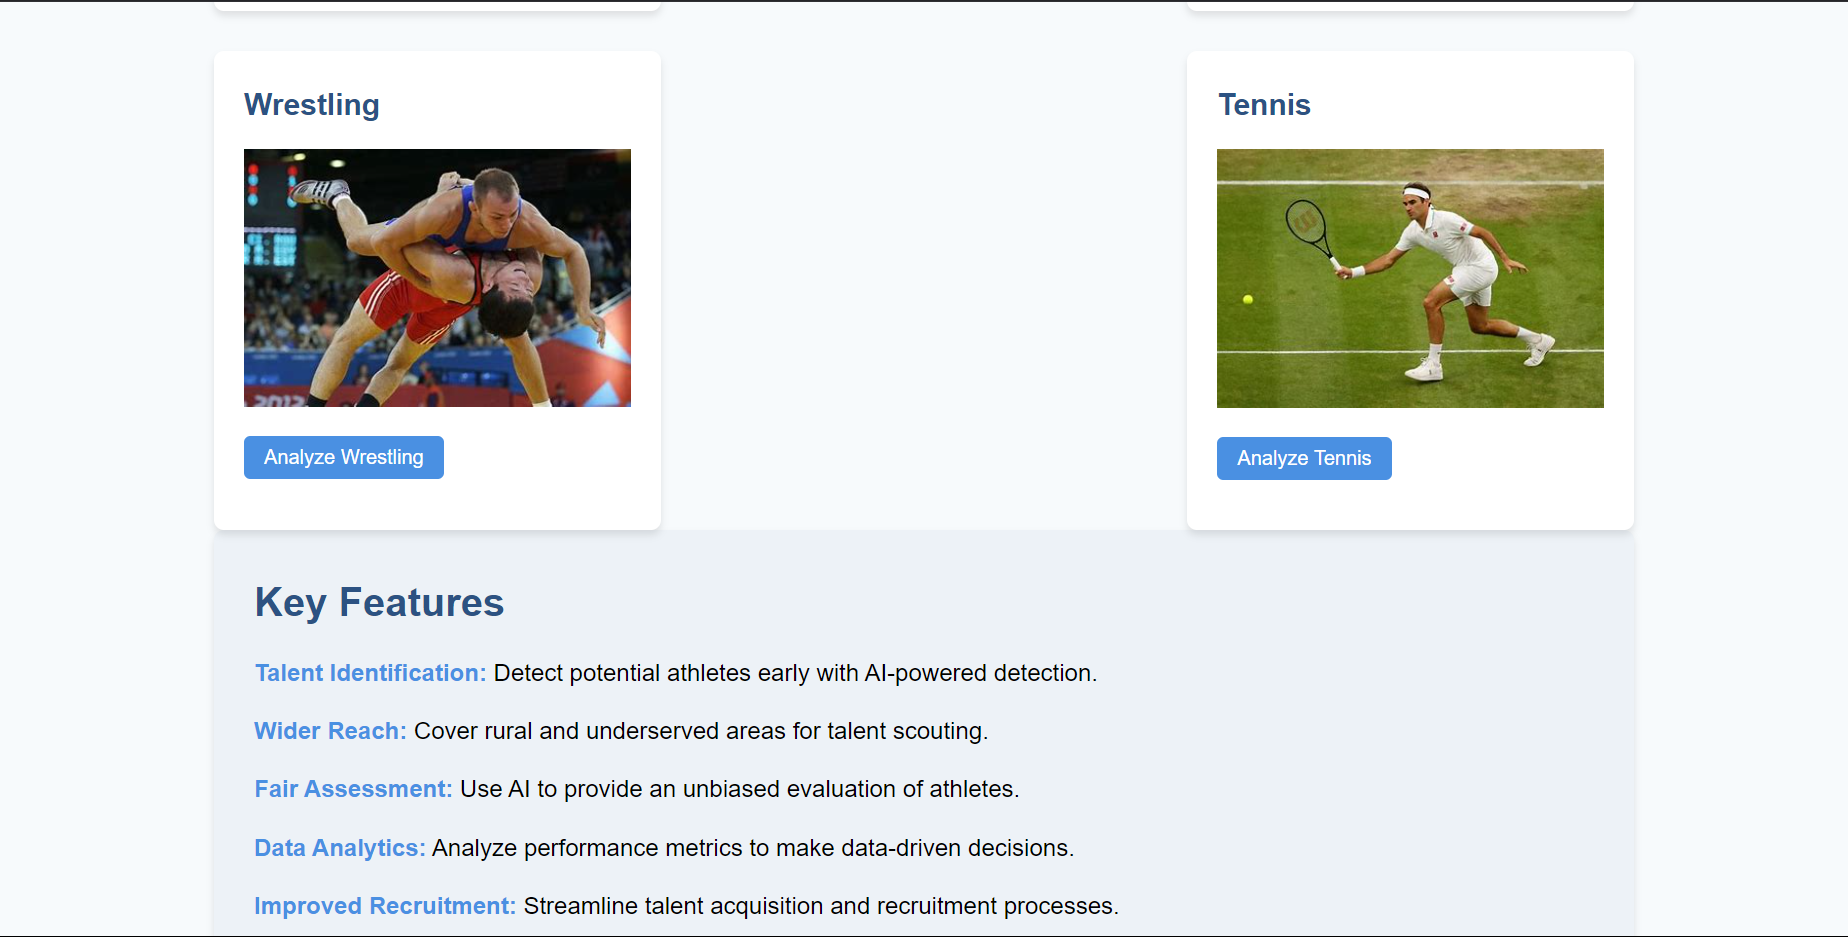 Wrestling
Tennis
2012
Analyze Wrestling
Analyze Tennis
Key Features
Talent Identification: Detect potential athletes early with AI-powered detection.
Wider Reach: Cover rural and underserved areas for talent scouting.
Fair Assessment: Use AI to provide an unbiased evaluation of athletes.
Data Analytics: Analyze performance metrics to make data-driven decisions.
Improved Recruitment: Streamline talent acquisition and recruitment processes.